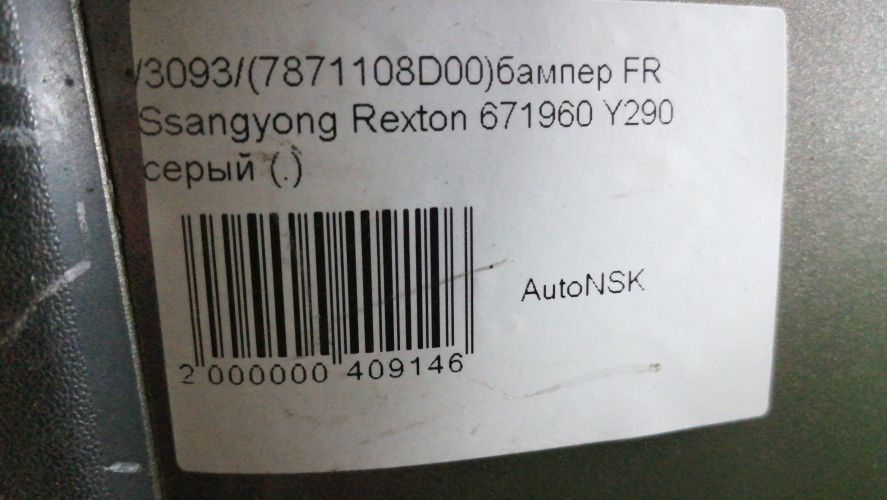 /3093/(7871108D00)бампер FR
Ssangyong Rexton 671960 Y290
серый (.)
AutoNSK
2 000000 409146